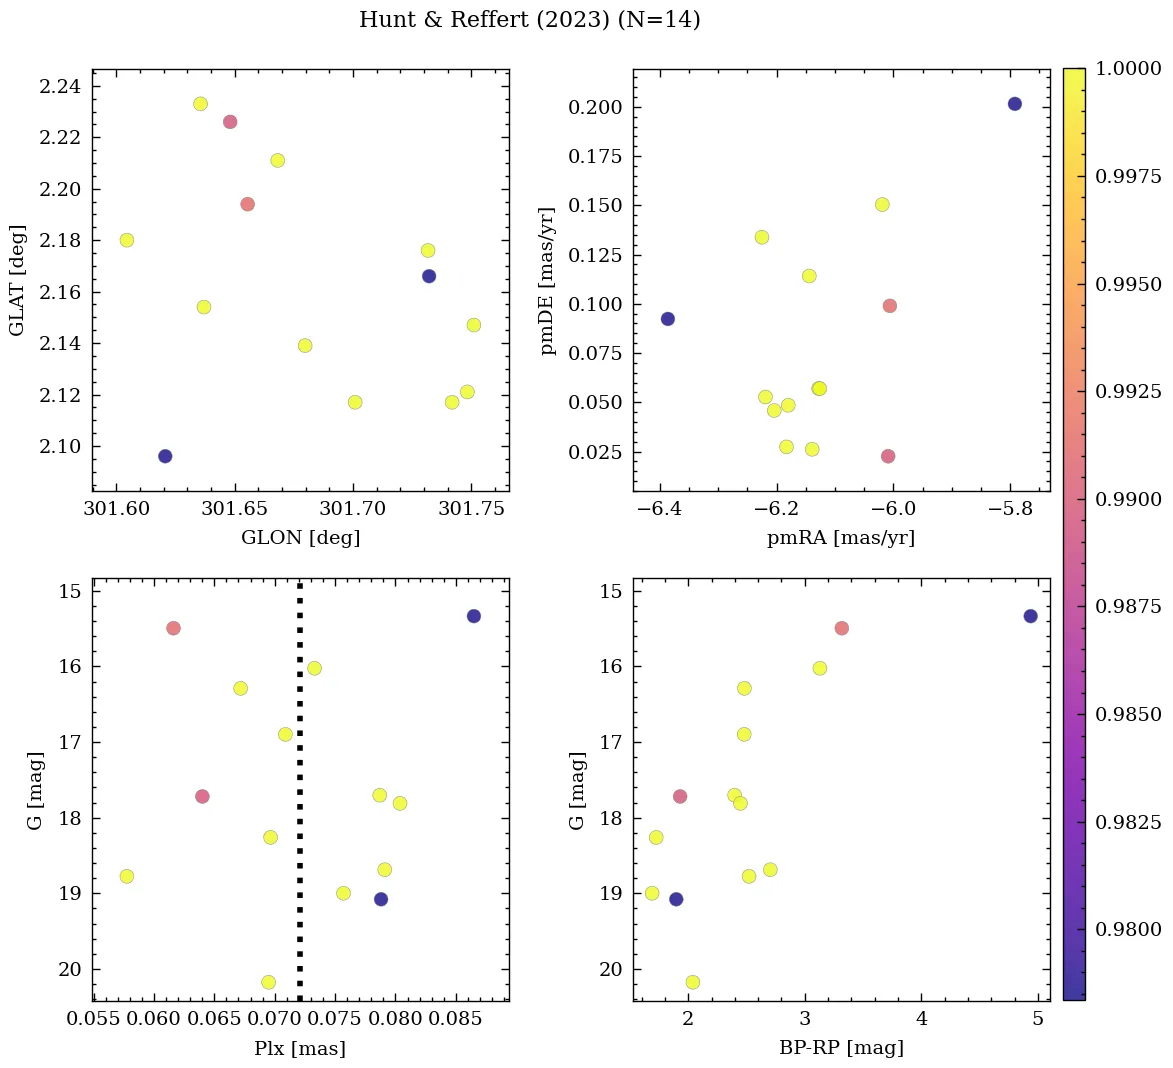 Hunt & Reffert (2023) (N=14)
2.24
2.22
2.20
2.18
2.16
2.14
2.12
2.10
GLAT [deg]
301.60 301.65 301.70 301.75
GLON [deg]
0.200
0.175
0.150
0.125
0.100
0.075
0.050
0.025
pmDE [mas/yr]
−6.4 −6.2 −6.0 −5.8
pmRA [mas/yr]
15
16
17
18
19
20
G [mag]
0.055 0.060 0.065 0.070 0.075 0.080 0.085
Plx [mas]
15
16
17
18
19
20
G [mag]
2 3 4 5
BP-RP [mag]
1.0000
0.9975
0.9950
0.9925
0.9900
0.9875
0.9850
0.9825
0.9800